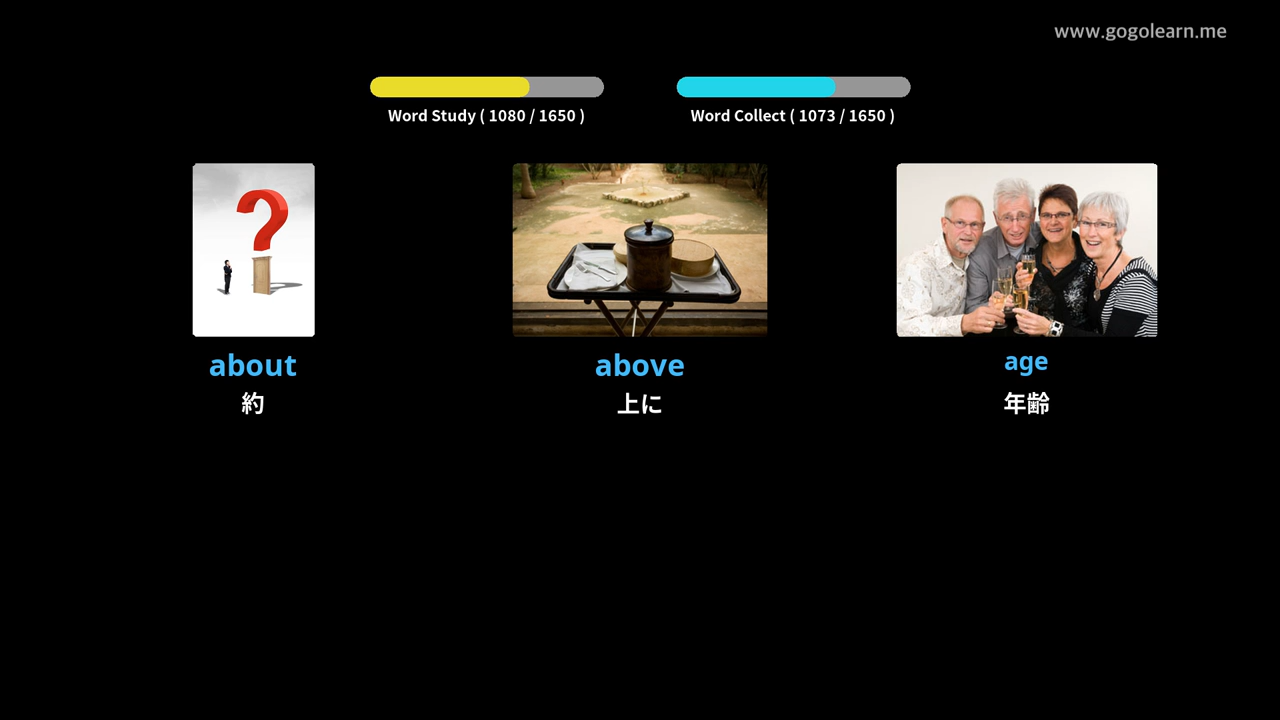 www.gogolearn.me
Word Study ( 1080 / 1650 )
Word Collect ( 1073 / 1650 )
about
約
above
上に
age
年齢